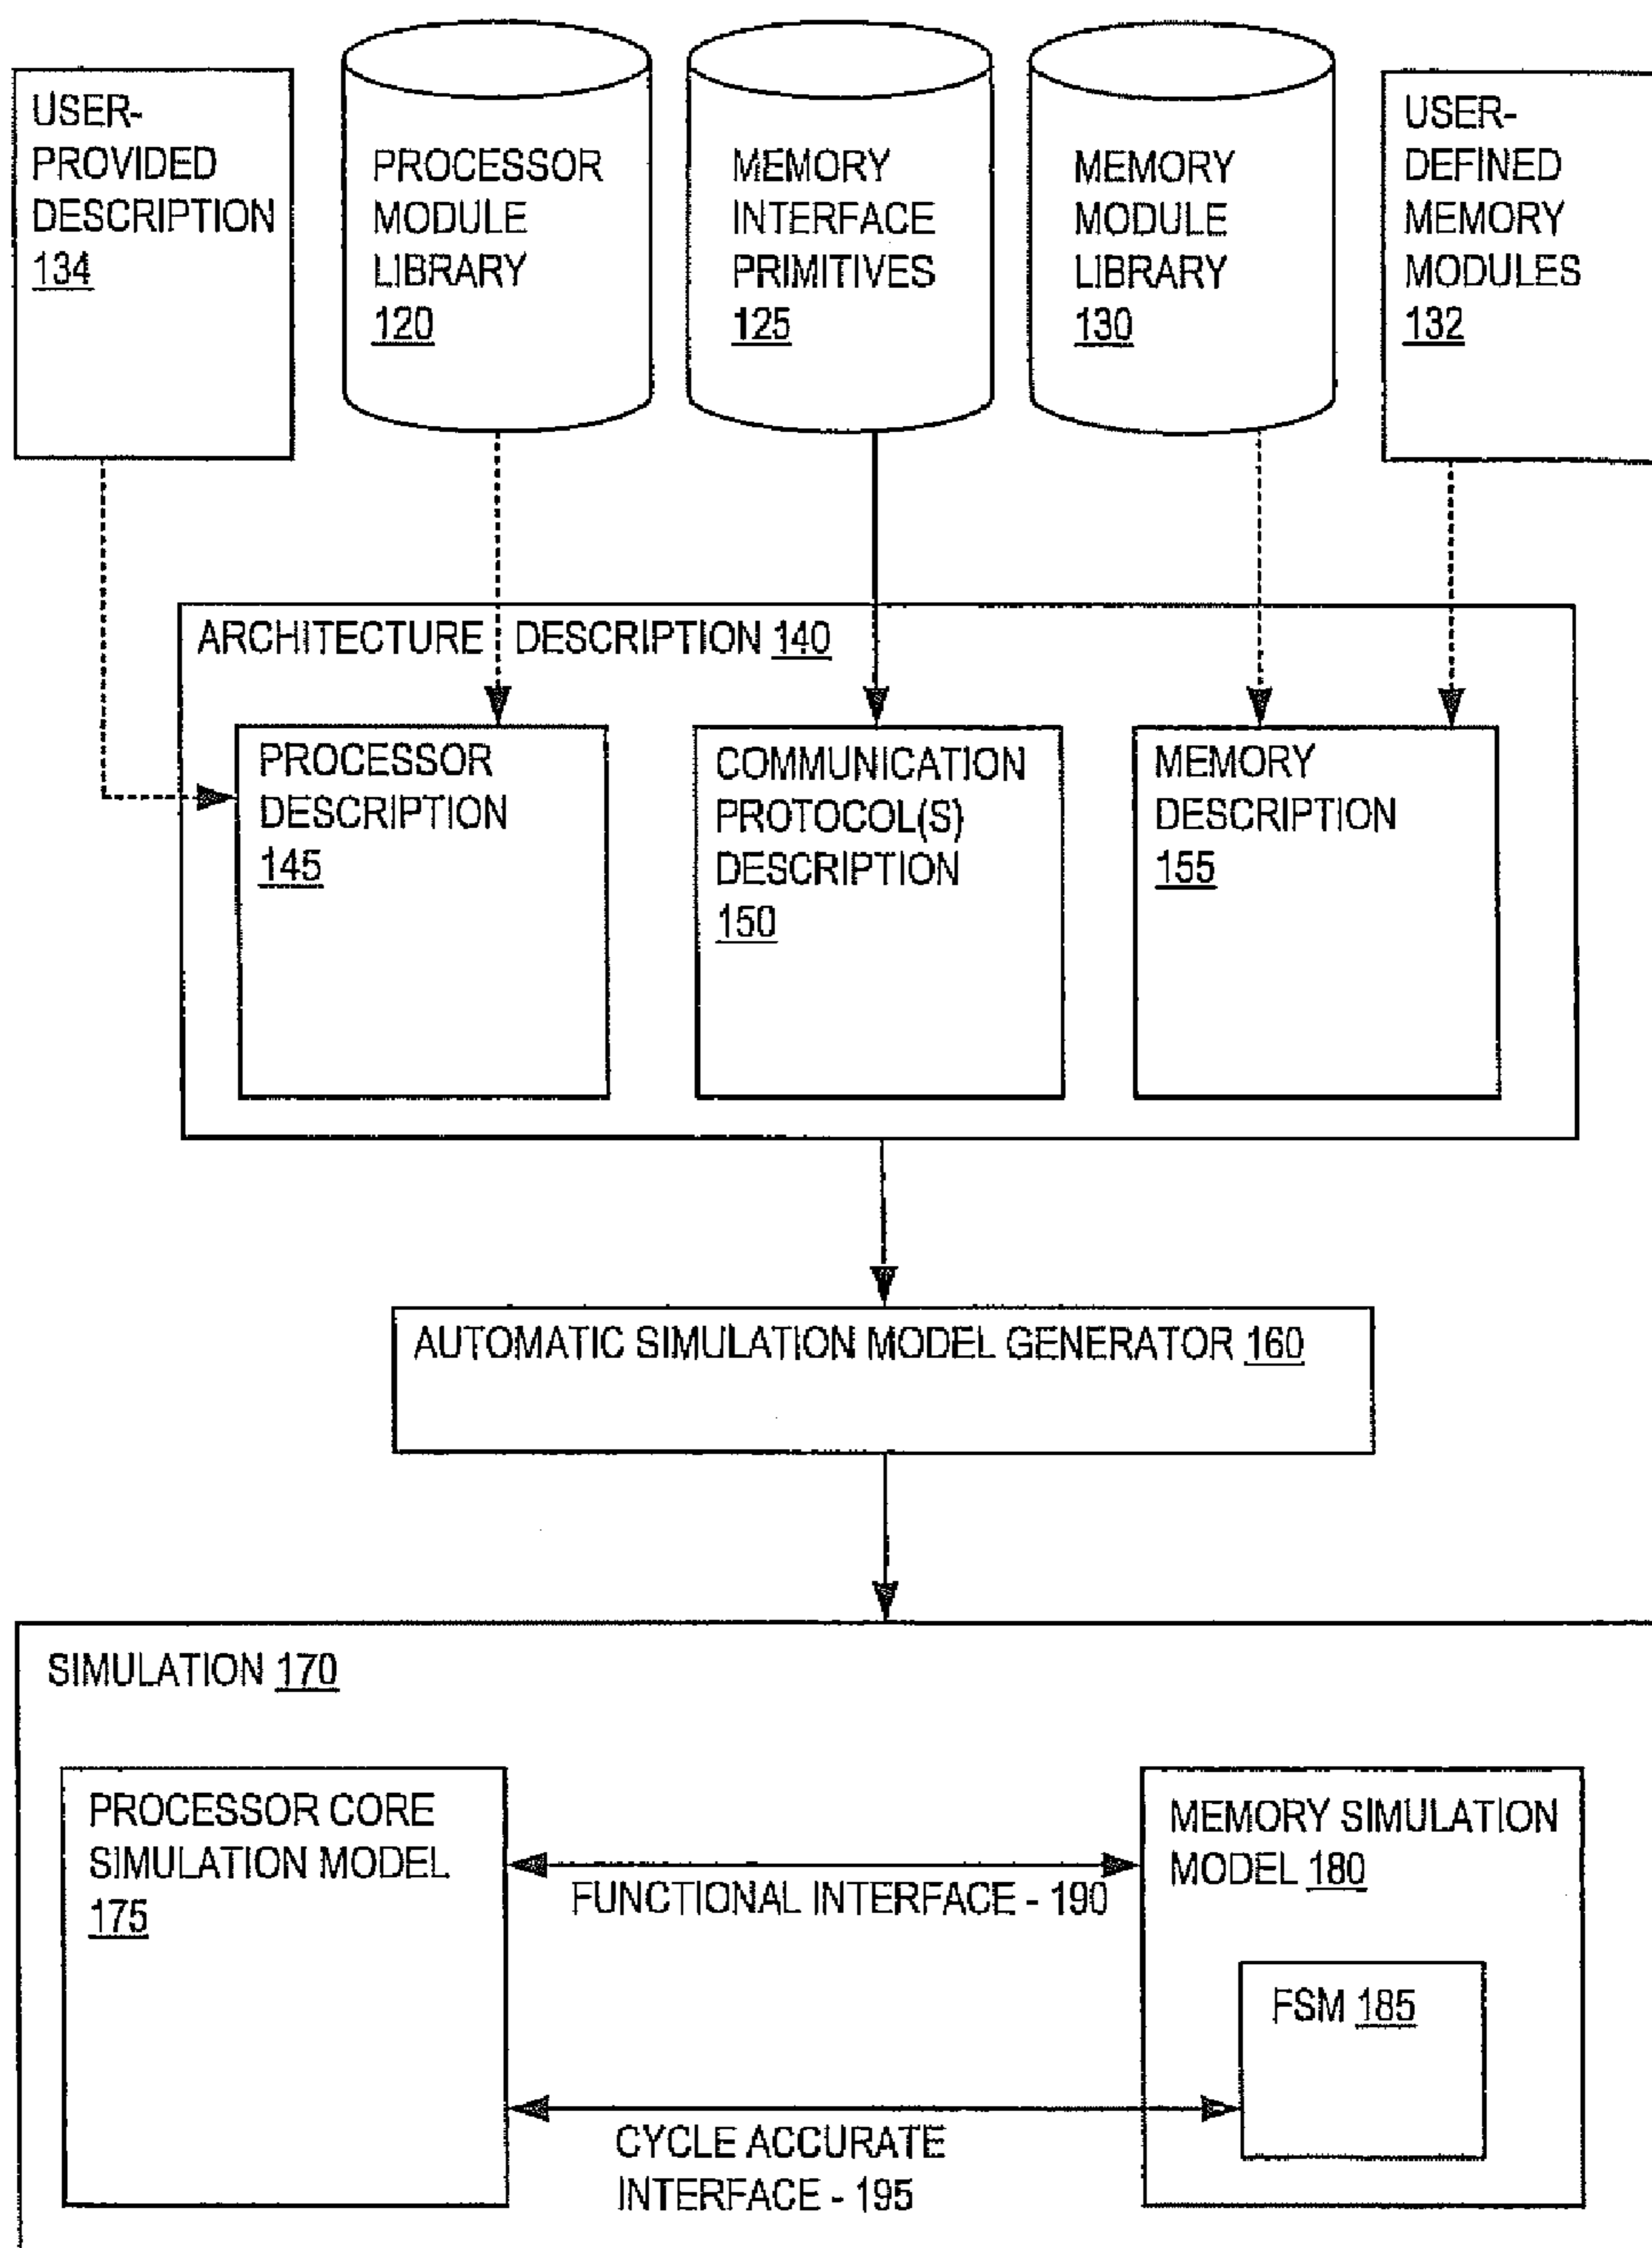 USER-
PROVIDED
DESCRIPTION
134
PROCESSOR
MODULE
LIBRARY
120
MEMORY
INTERFACE
PRIMITIVES
125
MEMORY
MODULE
LIBRARY
130
USER-
DEFINED
MEMORY
MODULES
132
ARCHITECTURE DESCRIPTION 140
PROCESSOR
DESCRIPTION
145
COMMUNICATION
PROTOCOL(S)
DESCRIPTION
150
MEMORY
DESCRIPTION
155
AUTOMATIC SIMULATION MODEL GENERATOR 160
SIMULATION 170
PROCESSOR CORE
SIMULATION MODEL
175
FUNCTIONAL INTERFACE - 190
MEMORY SIMULATION
MODEL 180
FSM 185
CYCLE ACCURATE
INTERFACE - 195